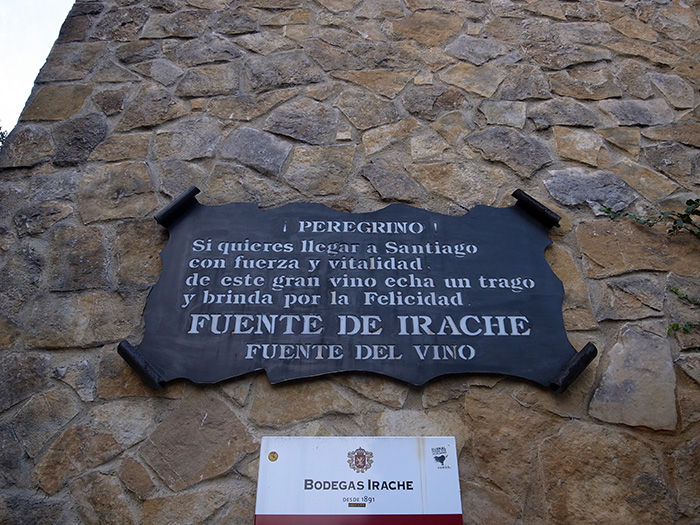 ¡ PEREGRINO !
Si quieres llegar a Santiago
con fuerza y vitalidad
de este gran vino echa un trago
y brinda por la Felicidad.
FUENTE DE IRACHE
FUENTE DEL VINO
BODEGAS IRACHE
DESDE 1891